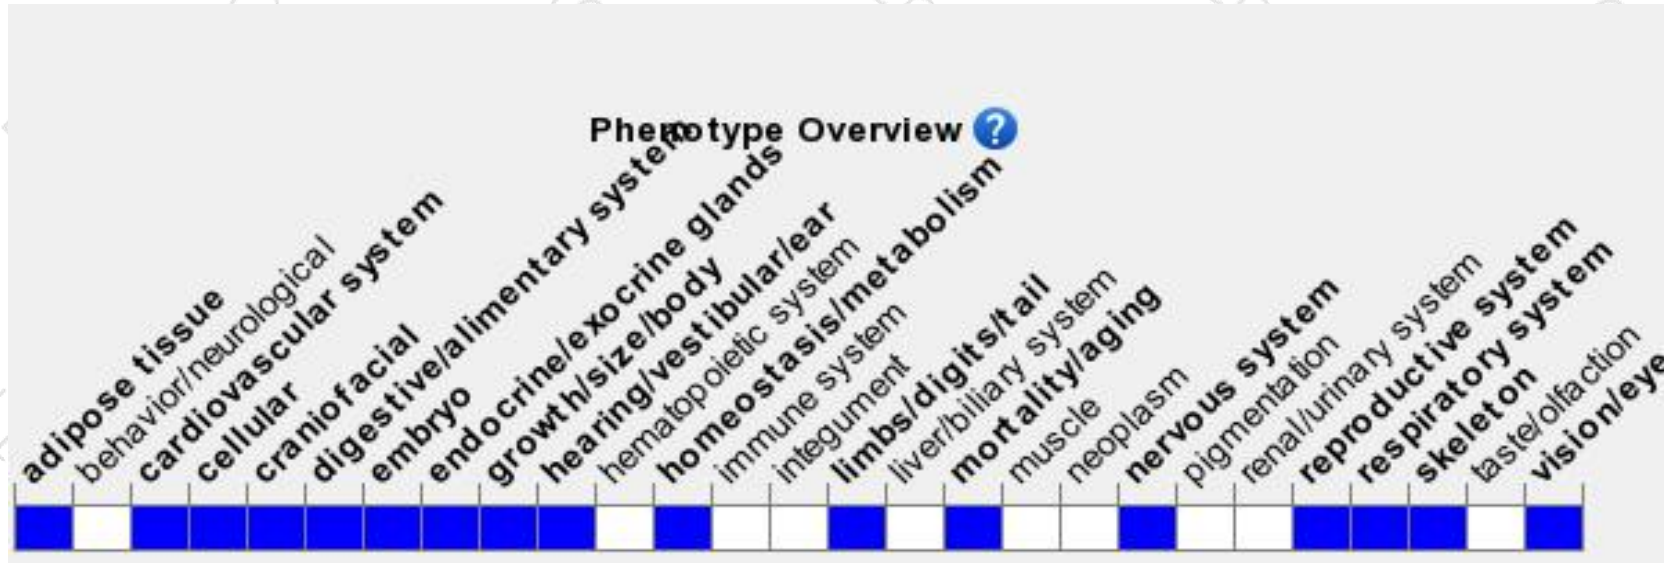 Phenotype Overview ?
adipose tissue
behavior/neurological
cardiovascular system
cellular
craniofacial
digestive/alimentary system
embryo
endocrine/exocrine glands
growth/size/body
hearing/vestibular/ear
hematopoietic system
homeostasis/metabolism
immune system
integument
limbs/digits/tail
liver/biliary system
mortality/aging
muscle
neoplasm
nervous system
pigmentation
renal/urinary system
reproductive system
respiratory system
skeleton
taste/olfaction
vision/eye